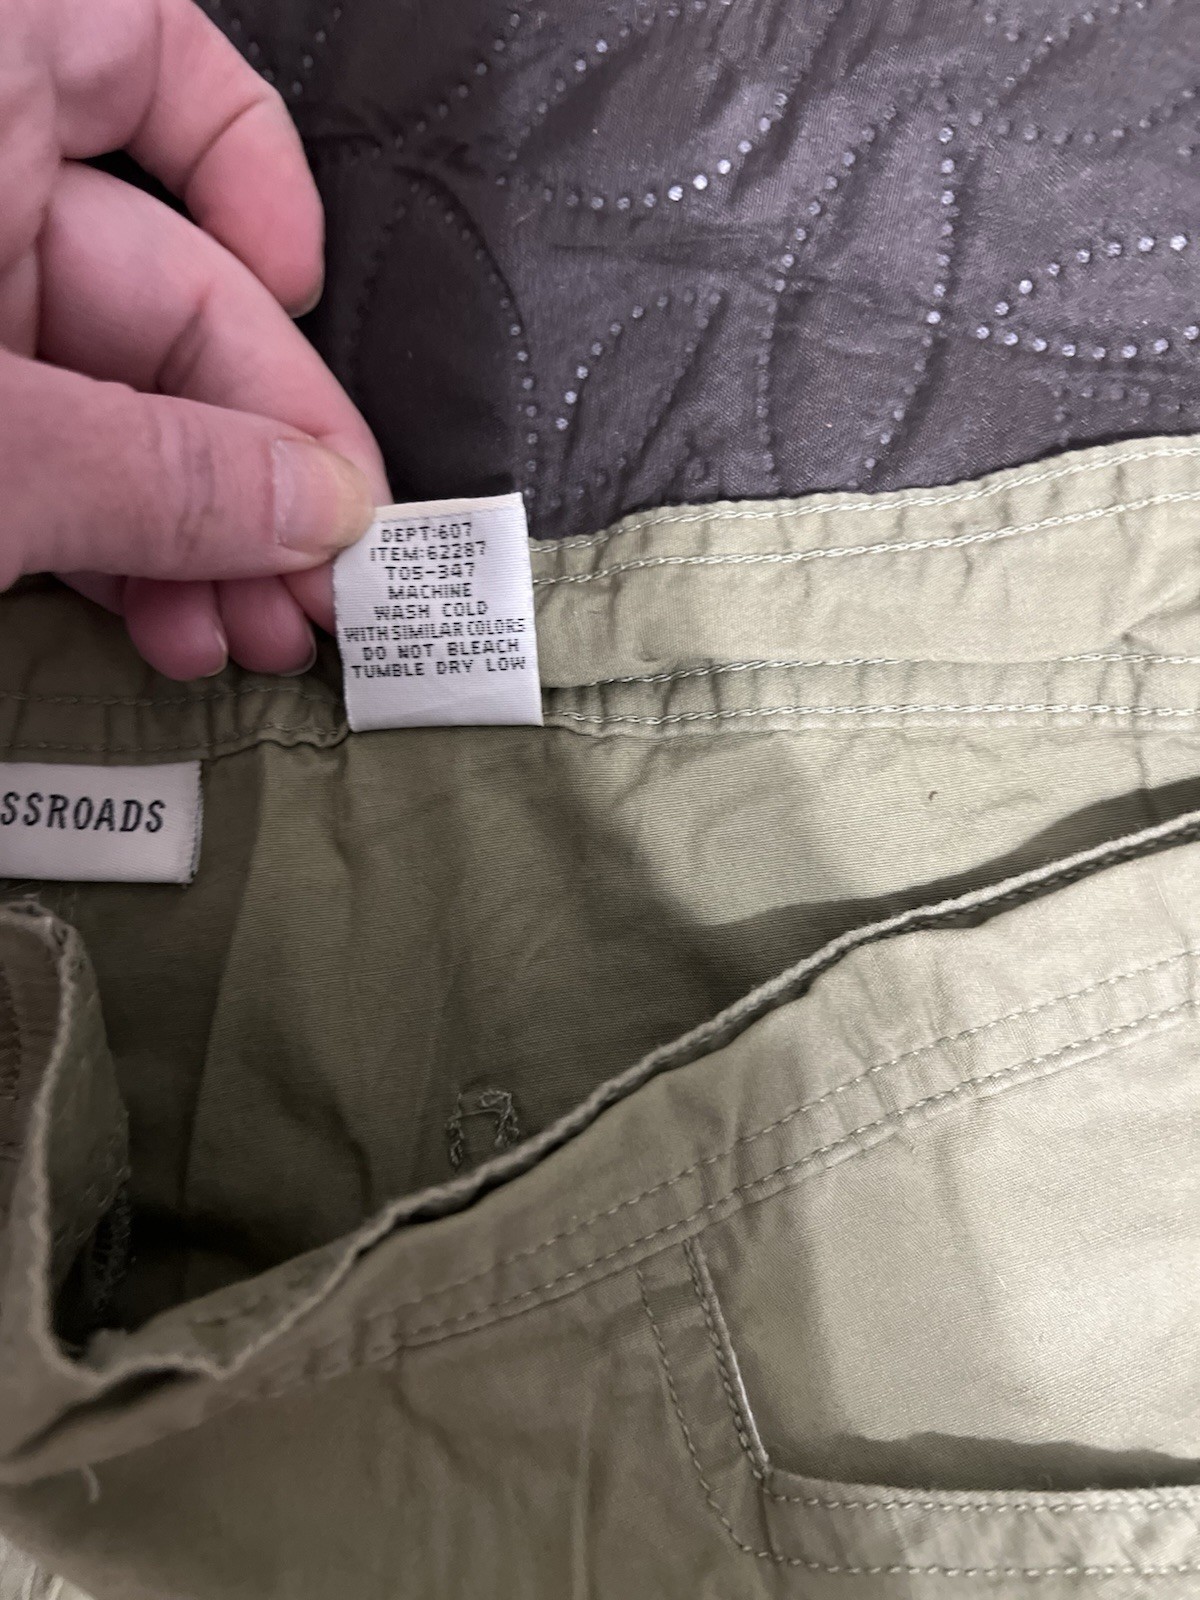 DEPT:607
ITEM:62287
T05-347
MACHINE
WASH COLD
WITH SIMILAR COLORS
DO NOT BLEACH
TUMBLE DRY LOW
SSROADS